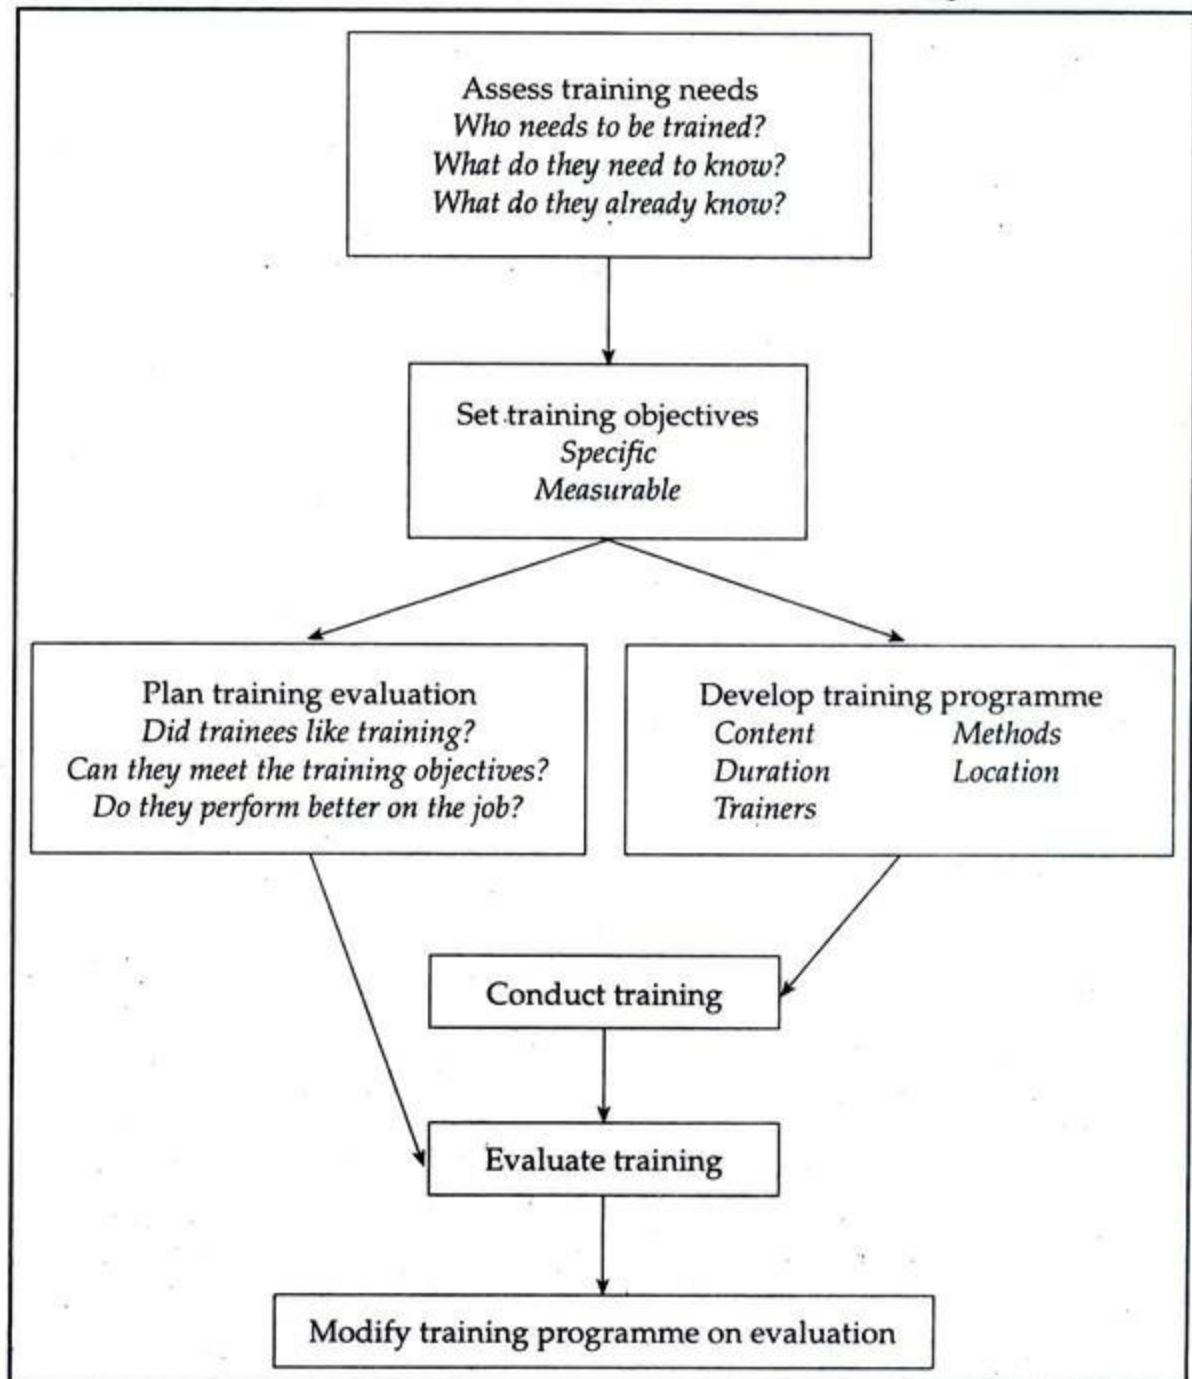 Assess training needs
Who needs to be trained?
What do they need to know?
What do they already know?
Set training objectives
Specific
Measurable
Plan training evaluation
Did trainees like training?
Can they meet the training objectives?
Do they perform better on the job?
Develop training programme
Content Methods
Duration Location
Trainers
Conduct training
Evaluate training
Modify training programme on evaluation